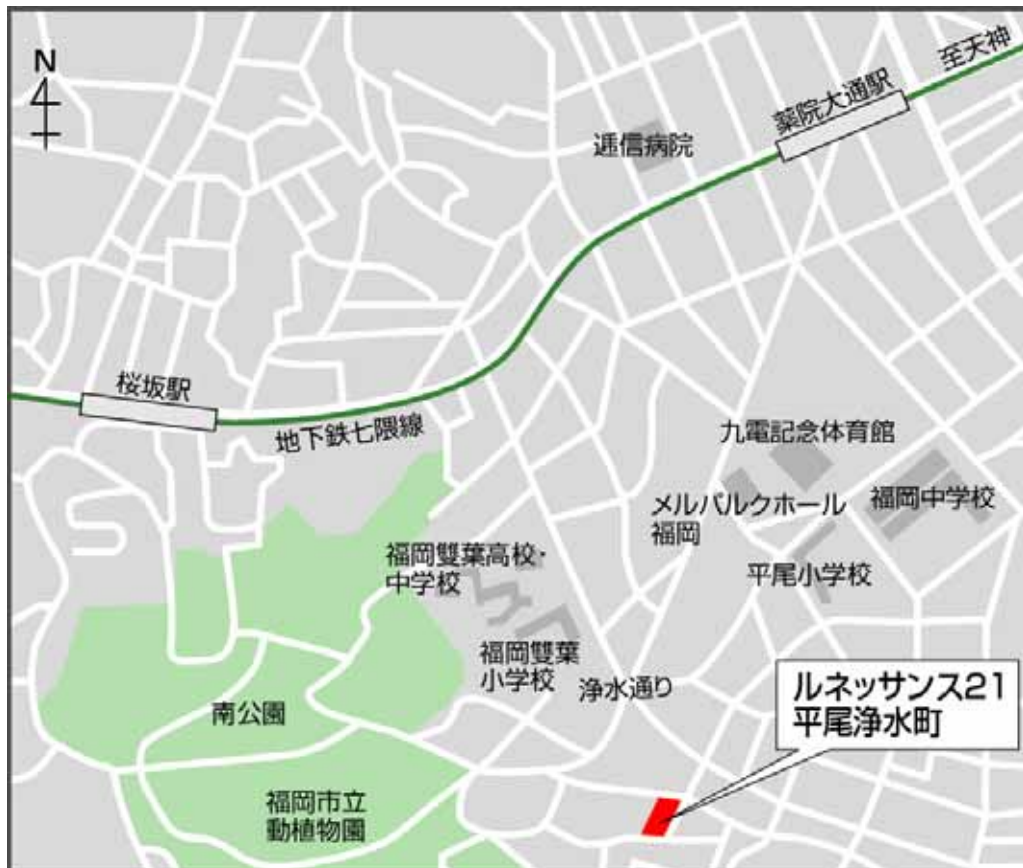 N
至天神
薬院大通駅
逓信病院
桜坂駅
地下鉄七隈線
九電記念体育館
メルパルクホール
福岡
福岡中学校
福岡雙葉高校・
中学校
平尾小学校
福岡雙葉
小学校
浄水通り
ルネッサンス21
平尾浄水町
南公園
福岡市立
動植物園